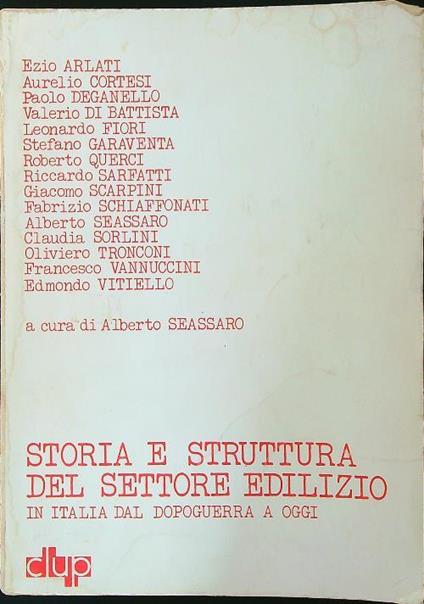 Ezio ARLATI
Aurelio CORTESI
Paolo DEGANELLO
Valerio DI BATTISTA
Leonardo FIORI
Stefano GARAVENTA
Roberto QUERCI
Riccardo SARFATTI
Giacomo SCARPINI
Fabrizio SCHIAFFONATI
Alberto SEASSARO
Claudia SORLINI
Oliviero TRONCONI
Francesco VANNUCCINI
Edmondo VITIELLO
a cura di Alberto SEASSARO
STORIA E STRUTTURA
DEL SETTORE EDILIZIO
IN ITALIA DAL DOPOGUERRA A OGGI
clup